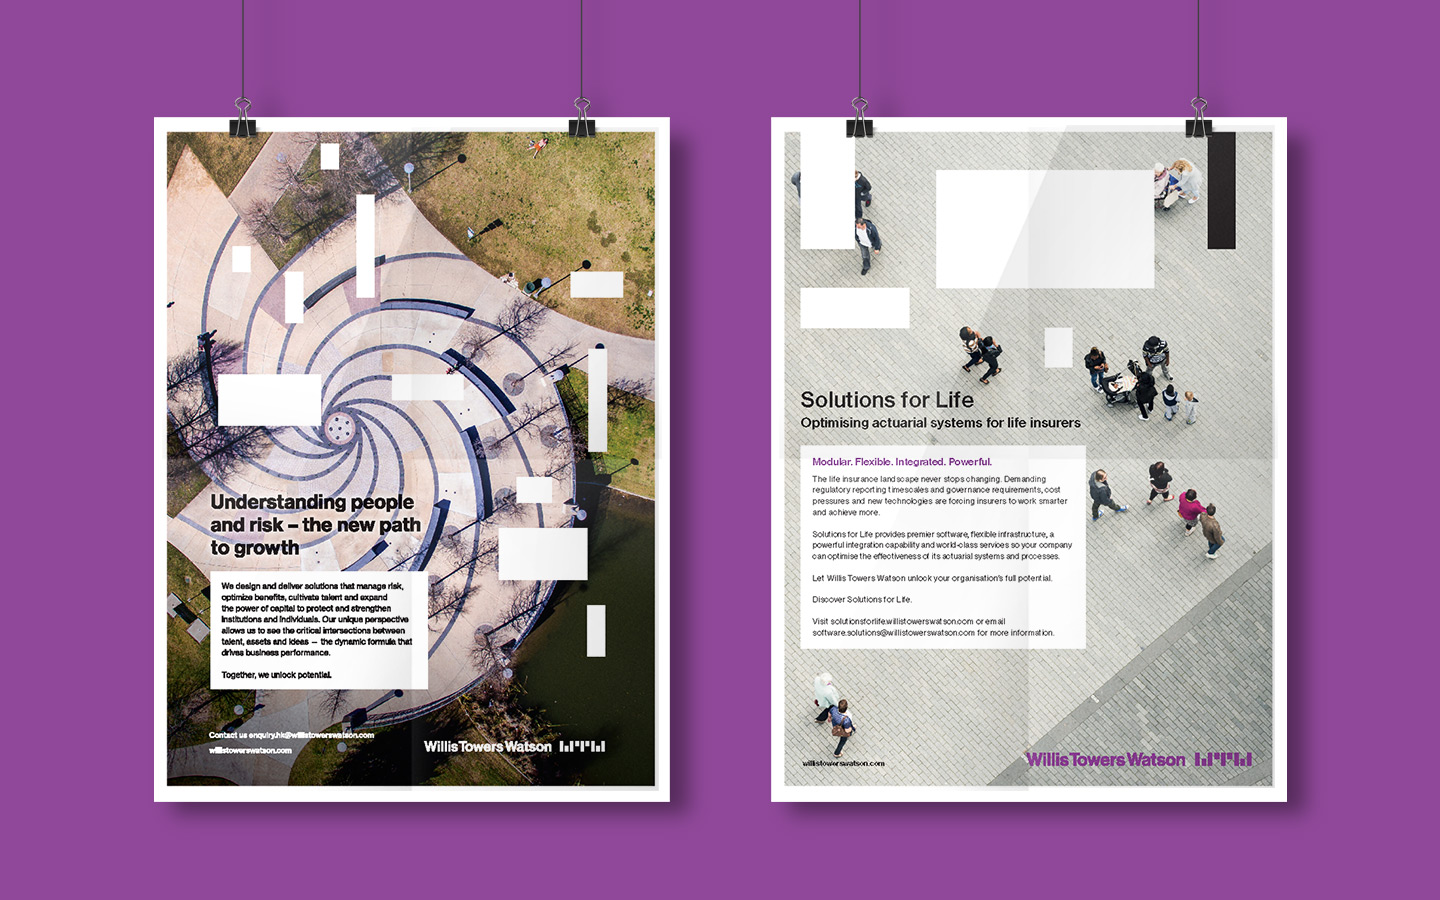 Understanding people
and risk – the new path
to growth
We design and deliver solutions that manage risk,
optimize benefits, cultivate talent and expand
the power of capital to protect and strengthen
institutions and individuals. Our unique perspective
allows us to see the critical intersections between
talent, assets and ideas — the dynamic formula that
drives business performance.
Together, we unlock potential.
Contact us enquiry.hk@willistowerswatson.com
willistowerswatson.com
Willis Towers Watson
Solutions for Life
Optimising actuarial systems for life insurers
Modular. Flexible. Integrated. Powerful.
The life insurance landscape never stops changing. Demanding
regulatory reporting timescales and governance requirements, cost
pressures and new technologies are forcing insurers to work smarter
and achieve more.
Solutions for Life provides premier software, flexible infrastructure, a
powerful integration capability and world-class services so your company
can optimise the effectiveness of its actuarial systems and processes.
Let Willis Towers Watson unlock your organisation's full potential.
Discover Solutions for Life.
Visit solutionsforlife.willistowerswatson.com or email
software.solutions@willistowerswatson.com for more information.
willistowerswatson.com
Willis Towers Watson